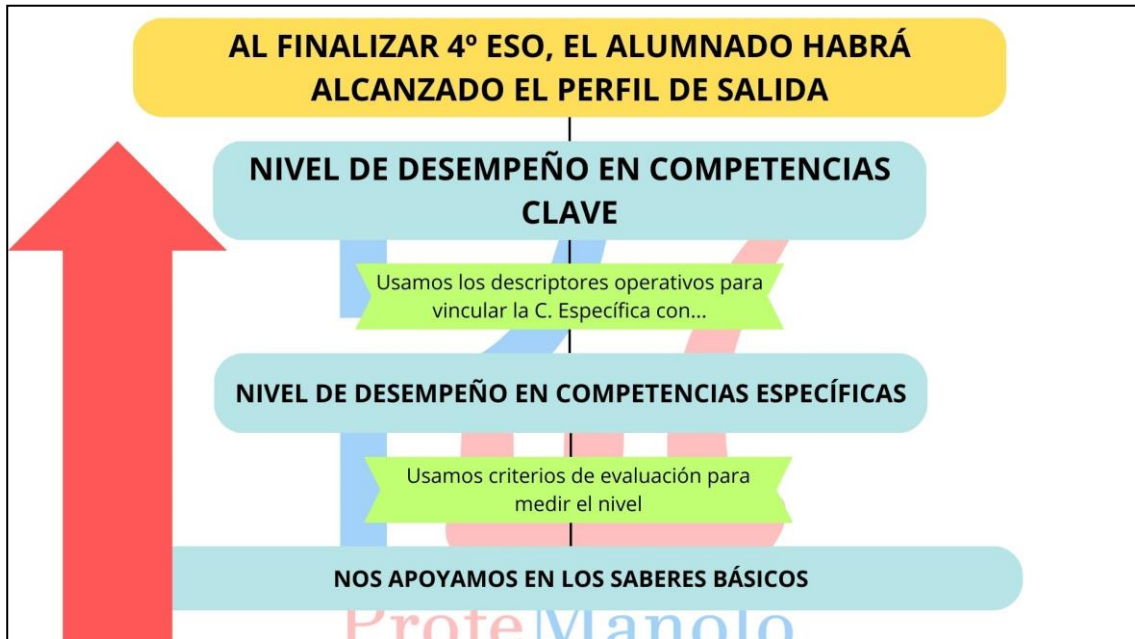 AL FINALIZAR 4º ESO, EL ALUMNADO HABRÁ
ALCANZADO EL PERFIL DE SALIDA
NIVEL DE DESEMPEÑO EN COMPETENCIAS
CLAVE
Usamos los descriptores operativos para
vincular la C. Específica con...
NIVEL DE DESEMPEÑO EN COMPETENCIAS ESPECÍFICAS
Usamos criterios de evaluación para
medir el nivel
NOS APOYAMOS EN LOS SABERES BÁSICOS
ProteManolo